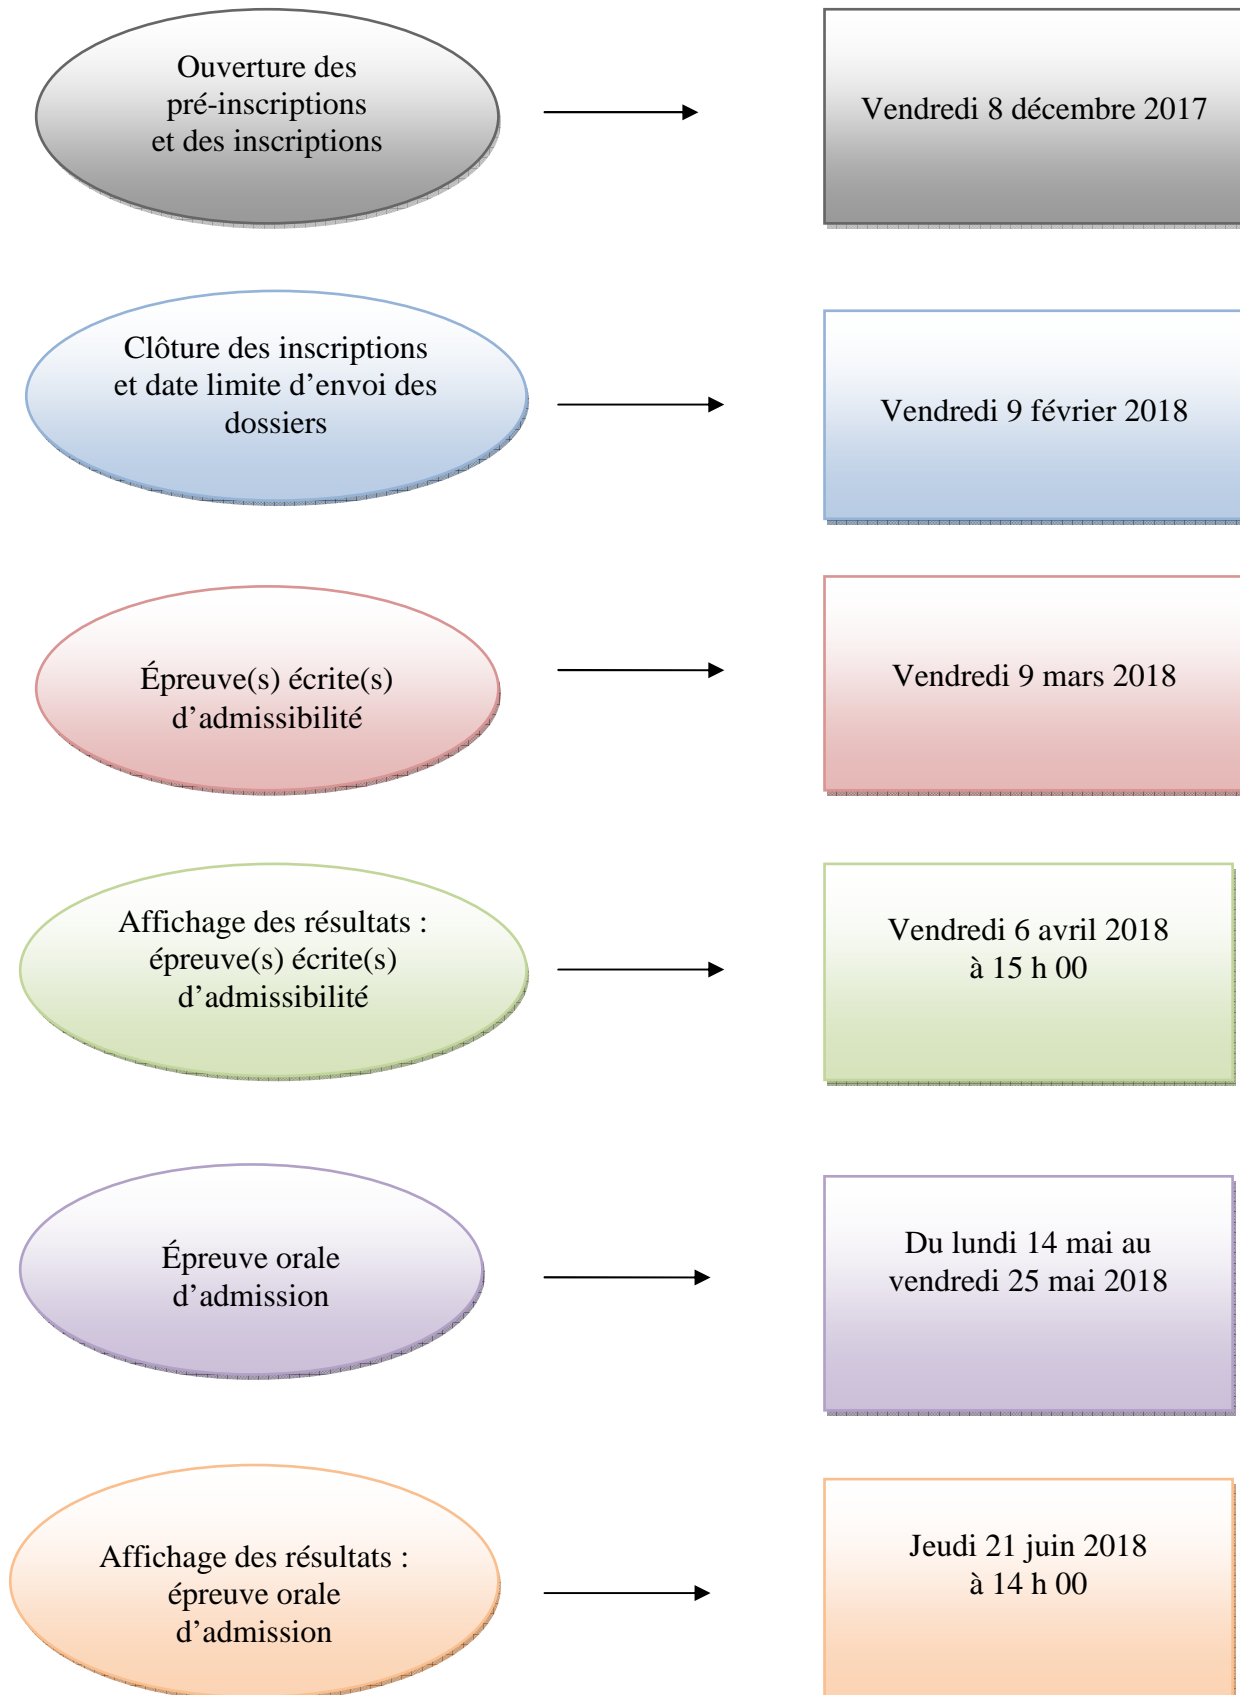 Ouverture des
pré-inscriptions
et des inscriptions
Vendredi 8 décembre 2017
Clôture des inscriptions
et date limite d’envoi des
dossiers
Vendredi 9 février 2018
Épreuve(s) écrite(s)
d’admissibilité
Vendredi 9 mars 2018
Affichage des résultats :
épreuve(s) écrite(s)
d’admissibilité
Vendredi 6 avril 2018
à 15 h 00
Épreuve orale
d’admission
Du lundi 14 mai au
vendredi 25 mai 2018
Affichage des résultats :
épreuve orale
d’admission
Jeudi 21 juin 2018
à 14 h 00